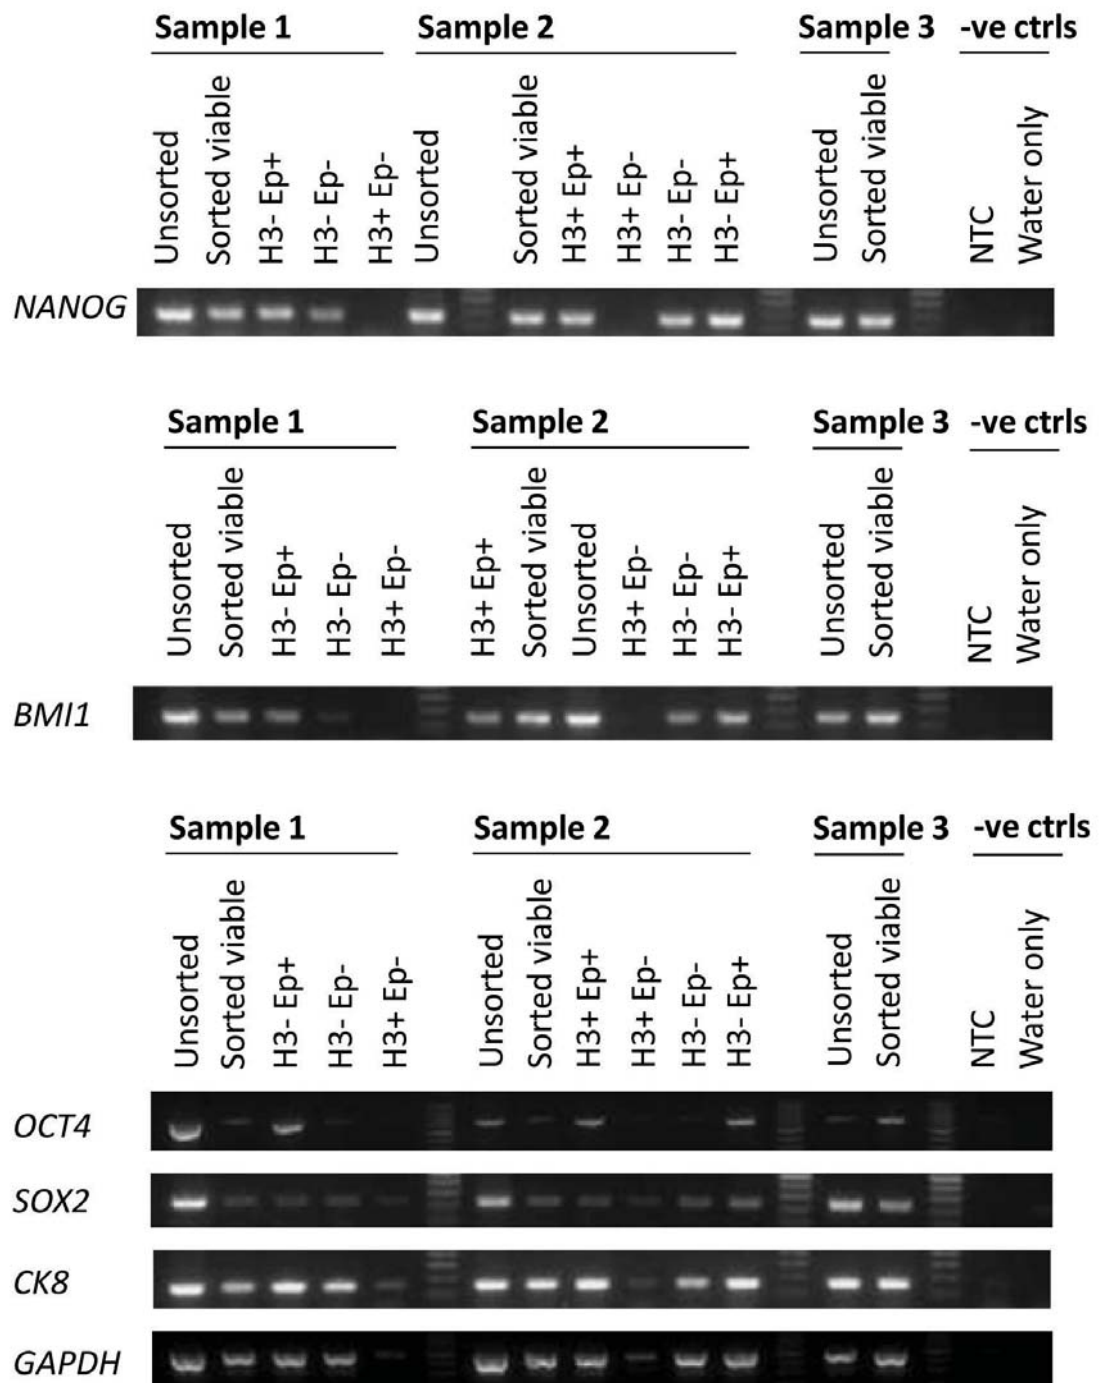 Sample 1 Sample 2 Sample 3 -ve ctrls
Unsorted Sorted viable H3- Ep+ H3- Ep- H3+ Ep- Unsorted Sorted viable H3+ Ep+ H3+ Ep- H3- Ep- H3- Ep+ Unsorted Sorted viable NTC Water only
NANOG
Sample 1 Sample 2 Sample 3 -ve ctrls
Unsorted Sorted viable H3- Ep+ H3- Ep- H3+ Ep- H3+ Ep+ Sorted viable Unsorted H3+ Ep- H3- Ep- H3- Ep+ Unsorted Sorted viable NTC Water only
BMI1
Sample 1 Sample 2 Sample 3 -ve ctrls
Unsorted Sorted viable H3- Ep+ H3- Ep- H3+ Ep- Unsorted Sorted viable H3+ Ep+ H3+ Ep- H3- Ep- H3- Ep+ Unsorted Sorted viable NTC Water only
OCT4
SOX2
CK8
GAPDH